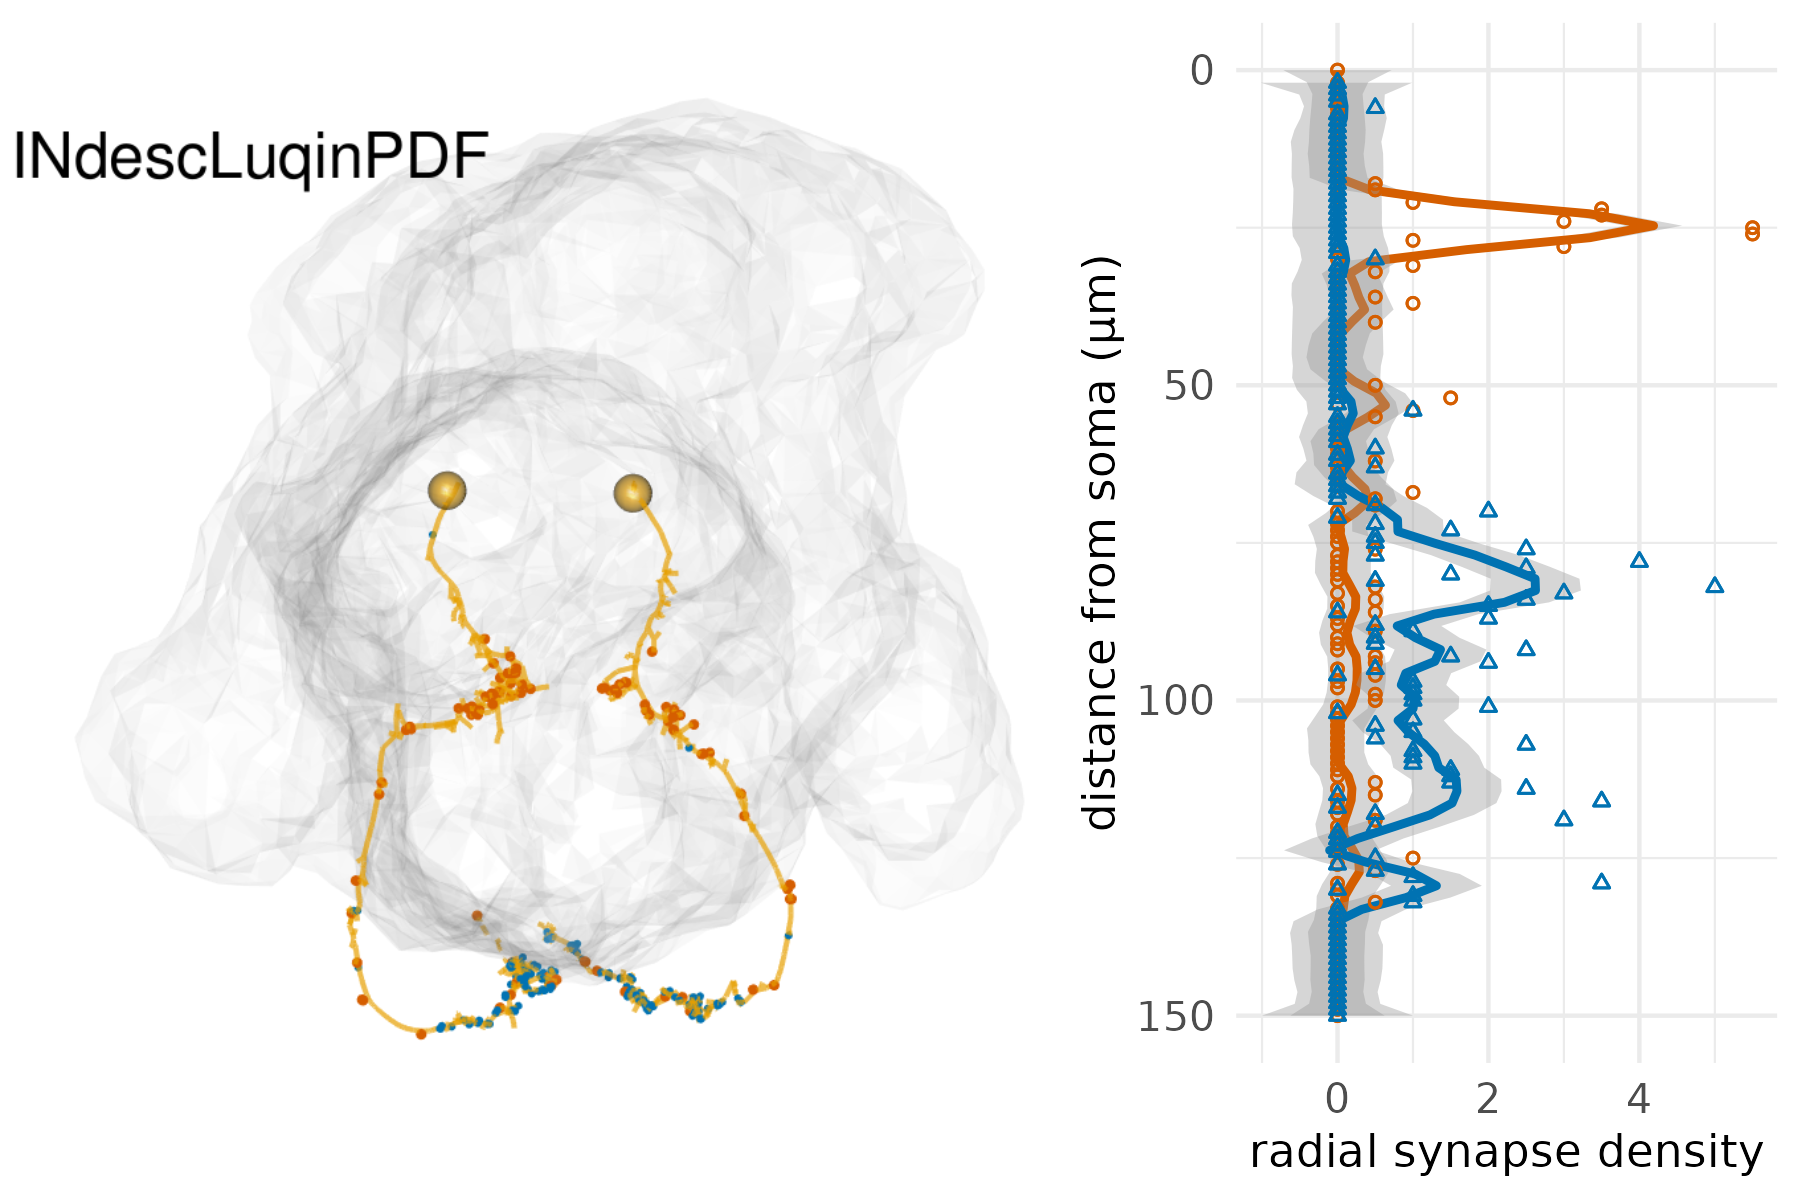 INdescLuqinPDF
distance from soma (µm)
0
50
100
150
0 2 4
radial synapse density